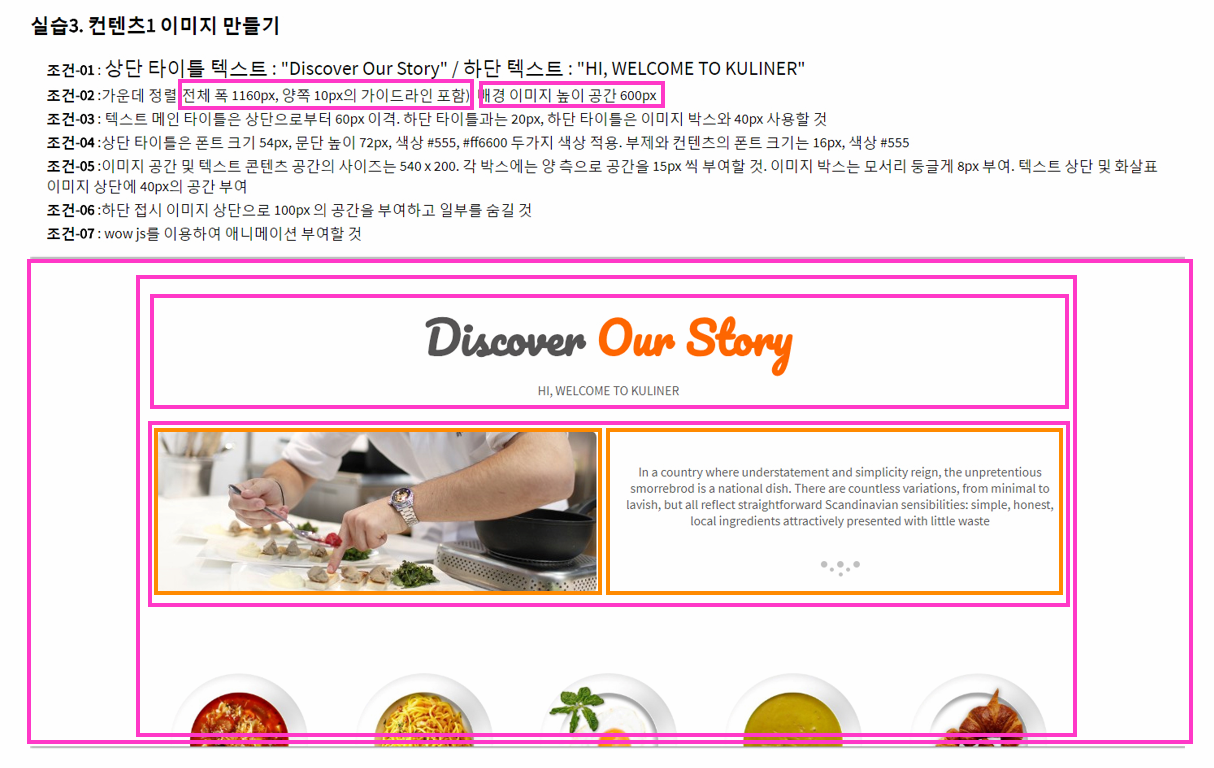 실습3. 컨텐츠1 이미지 만들기
조건-01 : 상단 타이틀 텍스트 : "Discover Our Story" / 하단 텍스트 : "HI, WELCOME TO KULINER"
조건-02 :가운데 정렬(전체 폭 1160px, 양쪽 10px의 가이드라인 포함) 배경 이미지 높이 공간 600px
조건-03 : 텍스트 메인 타이틀은 상단으로부터 60px 이격. 하단 타이틀과는 20px, 하단 타이틀은 이미지 박스와 40px 사용할 것
조건-04 :상단 타이틀은 폰트 크기 54px, 문단 높이 72px, 색상 #555, #ff6600 두가지 색상 적용. 부제와 컨텐츠의 폰트 크기는 16px, 색상 #555
조건-05 :이미지 공간 및 텍스트 콘텐츠 공간의 사이즈는 540 x 200. 각 박스에는 양 측으로 공간을 15px 씩 부여할 것. 이미지 박스는 모서리 둥글게 8px 부여. 텍스트 상단 및 화살표
이미지 상단에 40px의 공간 부여
조건-06 :하단 접시 이미지 상단으로 100px 의 공간을 부여하고 일부를 숨길 것
조건-07 : wow js를 이용하여 애니메이션 부여할 것
Discover Our Story
HI, WELCOME TO KULINER
In a country where understatement and simplicity reign, the unpretentious
smorrebrod is a national dish. There are countless variations, from minimal to
lavish, but all reflect straightforward Scandinavian sensibilities: simple, honest,
local ingredients attractively presented with little waste